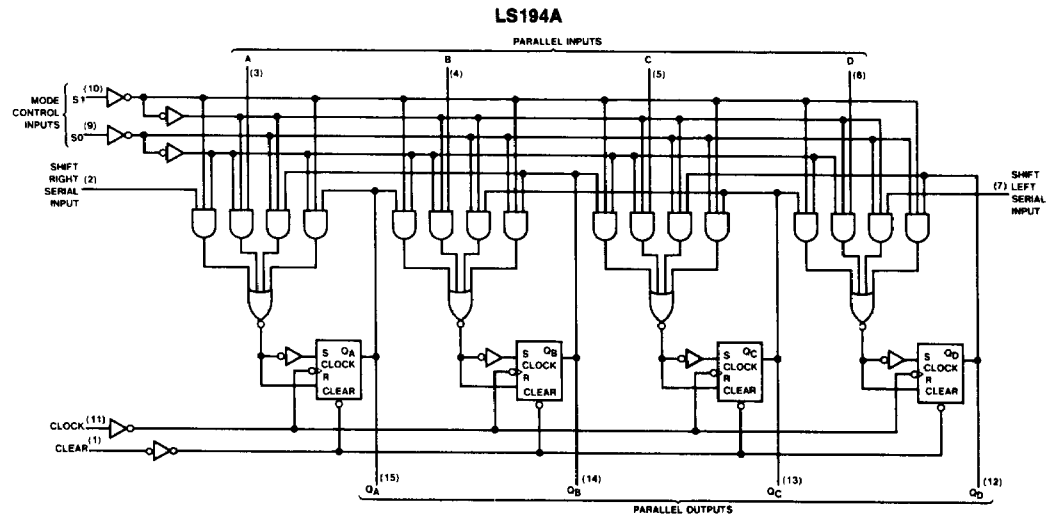 LS194A
PARALLEL INPUTS
A B C D
(3) (4) (5) (6)
MODE CONTROL INPUTS
S1 (10)
S0 (9)
SHIFT RIGHT SERIAL INPUT (2)
(7) SHIFT LEFT SERIAL INPUT
S QA CLOCK R CLEAR
S QB CLOCK R CLEAR
S QC CLOCK R CLEAR
S QD CLOCK R CLEAR
CLOCK (11)
CLEAR (1)
QA (15) QB (14) QC (13) QD (12)
PARALLEL OUTPUTS